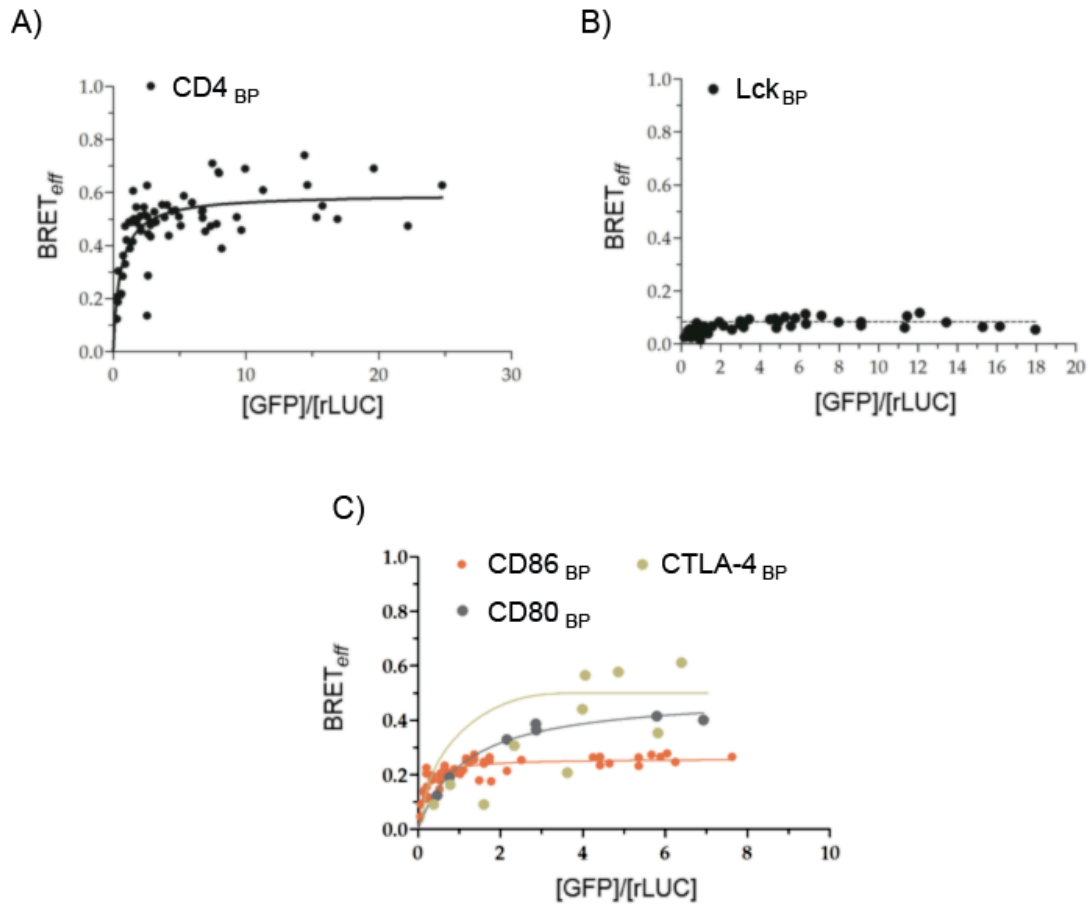 A)
CD4 BP
BRETeff
1.0
0.8
0.6
0.4
0.2
0.0
0 10 20 30
[GFP]/[rLUC]
B)
Lck BP
BRETeff
1.0
0.8
0.6
0.4
0.2
0.0
0 2 4 6 8 10 12 14 16 18 20
[GFP]/[rLUC]
C)
CD86 BP CTLA-4 BP
CD80 BP
BRETeff
1.0
0.8
0.6
0.4
0.2
0.0
0 2 4 6 8 10
[GFP]/[rLUC]